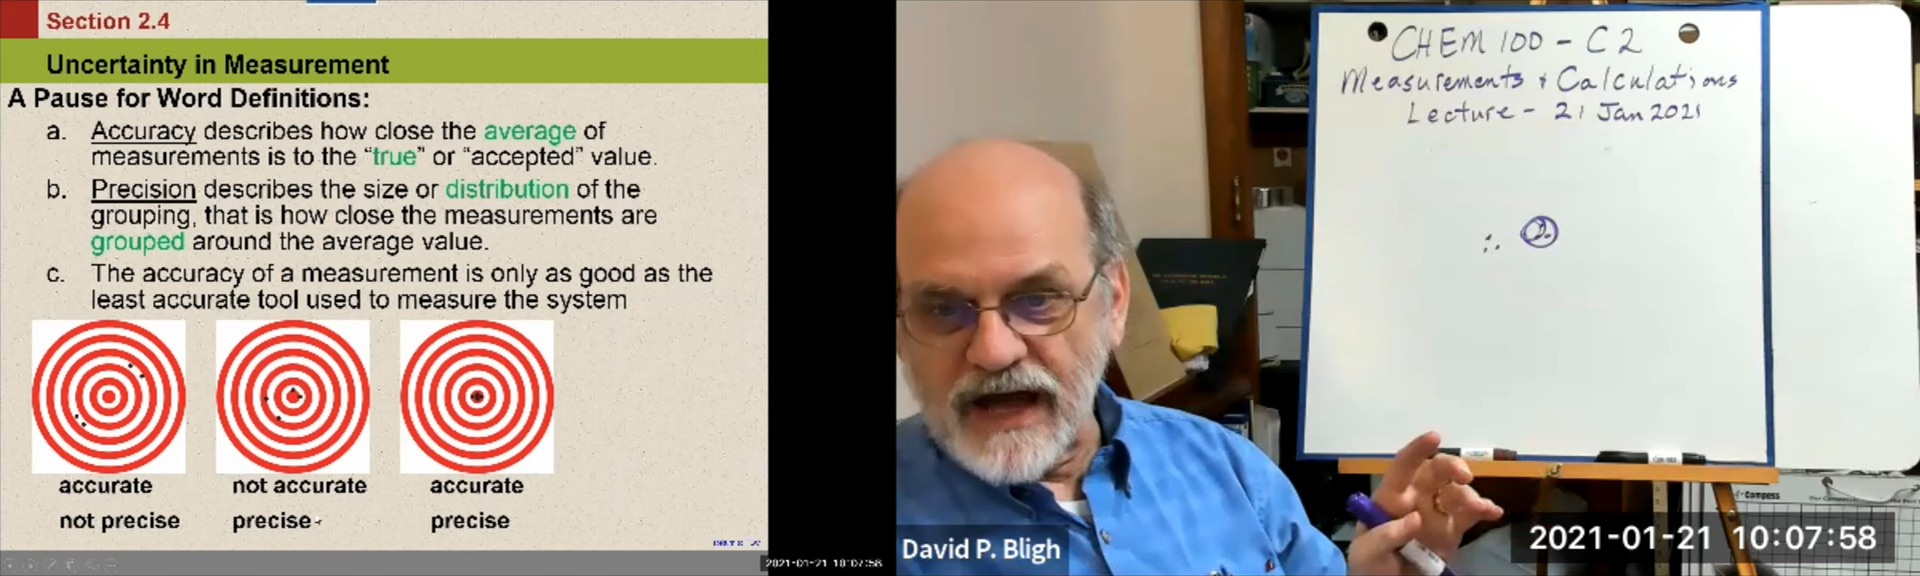 Section 2.4
Uncertainty in Measurement
A Pause for Word Definitions:
a. Accuracy describes how close the average of
measurements is to the “true” or “accepted” value.
b. Precision describes the size or distribution of the
grouping, that is how close the measurements are
grouped around the average value.
c. The accuracy of a measurement is only as good as the
least accurate tool used to measure the system
accurate
not precise
not accurate
precise
accurate
precise
2021-01-21 10:07:58
CHEM 100 - C2
Measurements & Calculations
Lecture - 21 Jan 2021
David P. Bligh
Compass
2021-01-21 10:07:58